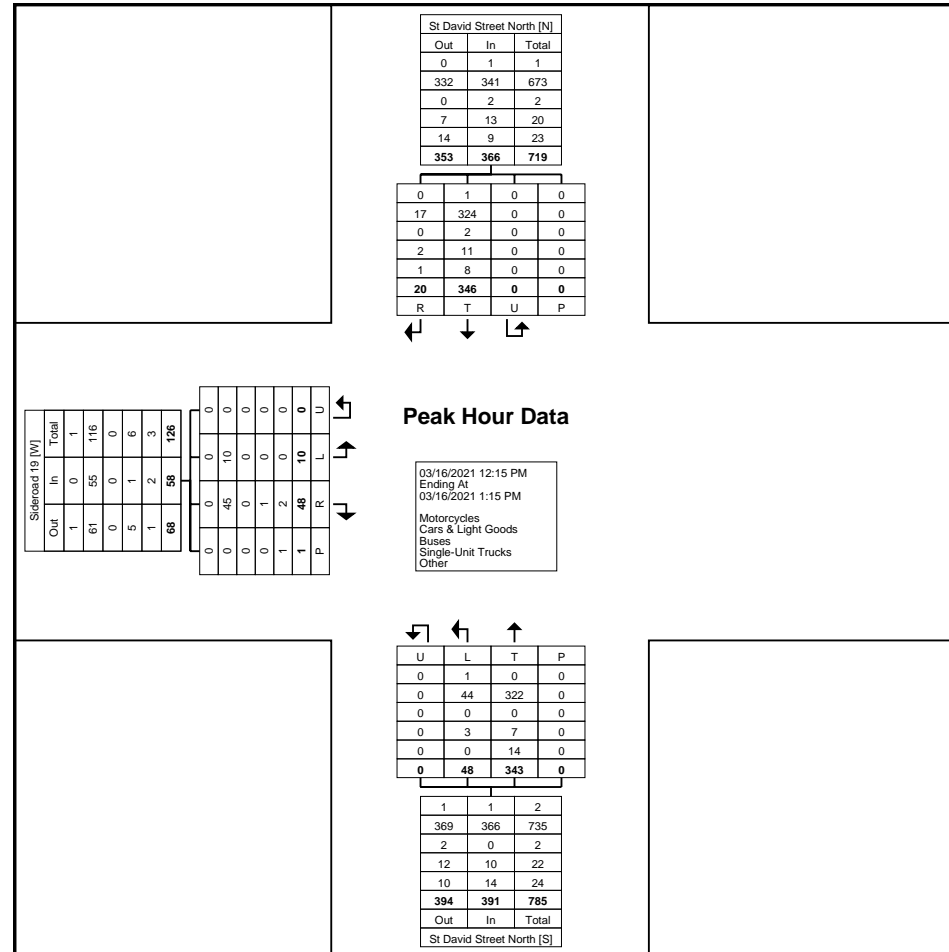 St David Street North [N]
Out In Total
0 1 1
332 341 673
0 2 2
7 13 20
14 9 23
353 366 719
0 1 0 0
17 324 0 0
0 2 0 0
2 11 0 0
1 8 0 0
20 346 0 0
R T U P
Sideroad 19 [W]
Out In Total
1 0 1
61 55 116
0 0 0
5 1 6
1 2 3
68 58 126
0 0 0 0
0 45 10 0
0 0 0 0
0 1 0 0
1 2 0 0
1 48 10 0
P R L U
Peak Hour Data
03/16/2021 12:15 PM
Ending At
03/16/2021 1:15 PM
Motorcycles
Cars & Light Goods
Buses
Single-Unit Trucks
Other
U L T P
0 1 0 0
0 44 322 0
0 0 0 0
0 3 7 0
0 0 14 0
0 48 343 0
1 1 2
369 366 735
2 0 2
12 10 22
10 14 24
394 391 785
Out In Total
St David Street North [S]